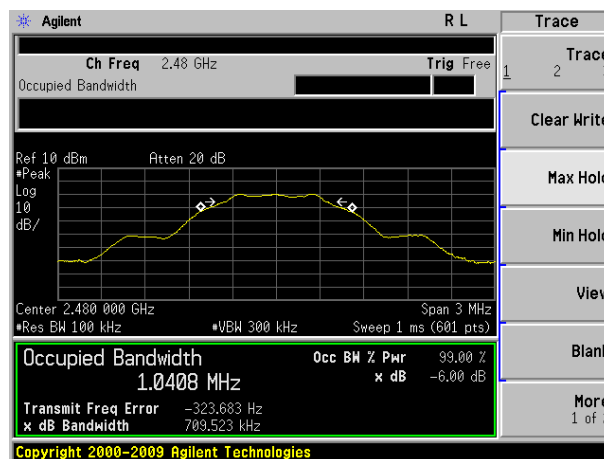 Agilent R L Trace
Ch Freq 2.48 GHz Trig Free
Occupied Bandwidth
Trace
1 2
Clear Write
Max Hold
Min Hold
View
Blank
More
1 of
Ref 10 dBm Atten 20 dB
#Peak
Log
10
dB/
Center 2.480 000 GHz Span 3 MHz
#Res BW 100 kHz #VBW 300 kHz Sweep 1 ms (601 pts)
Occupied Bandwidth Occ BW % Pwr 99.00 %
1.0408 MHz x dB -6.00 dB
Transmit Freq Error -323.683 Hz
x dB Bandwidth 709.523 kHz
Copyright 2000-2009 Agilent Technologies